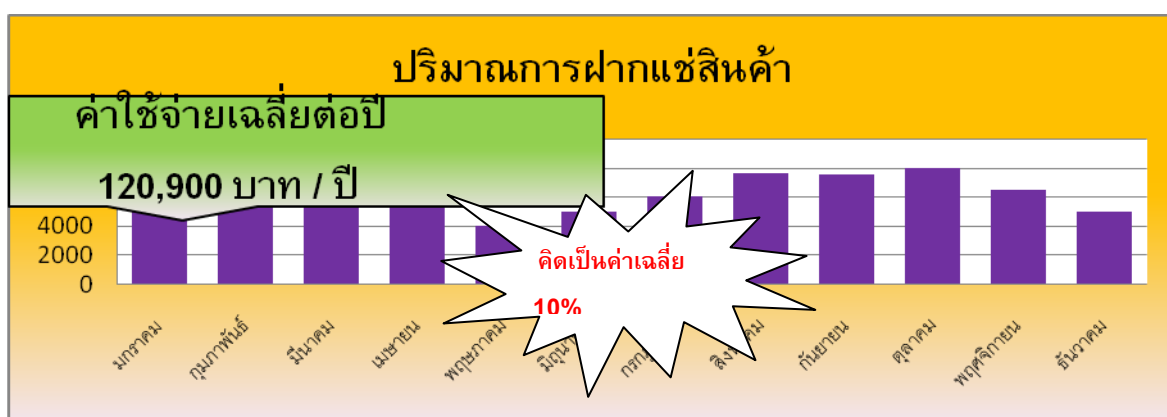 ปริมาณการฝากแช่สินค้า
ค่าใช้จ่ายเฉลี่ยต่อปี
120,900 บาท / ปี
4000
2000
0
คิดเป็นค่าเฉลี่ย
10%
มกราคม
กุมภาพันธ์
มีนาคม
เมษายน
พฤษภาคม
กันยายน
ตุลาคม
พฤศจิกายน
ธันวาคม